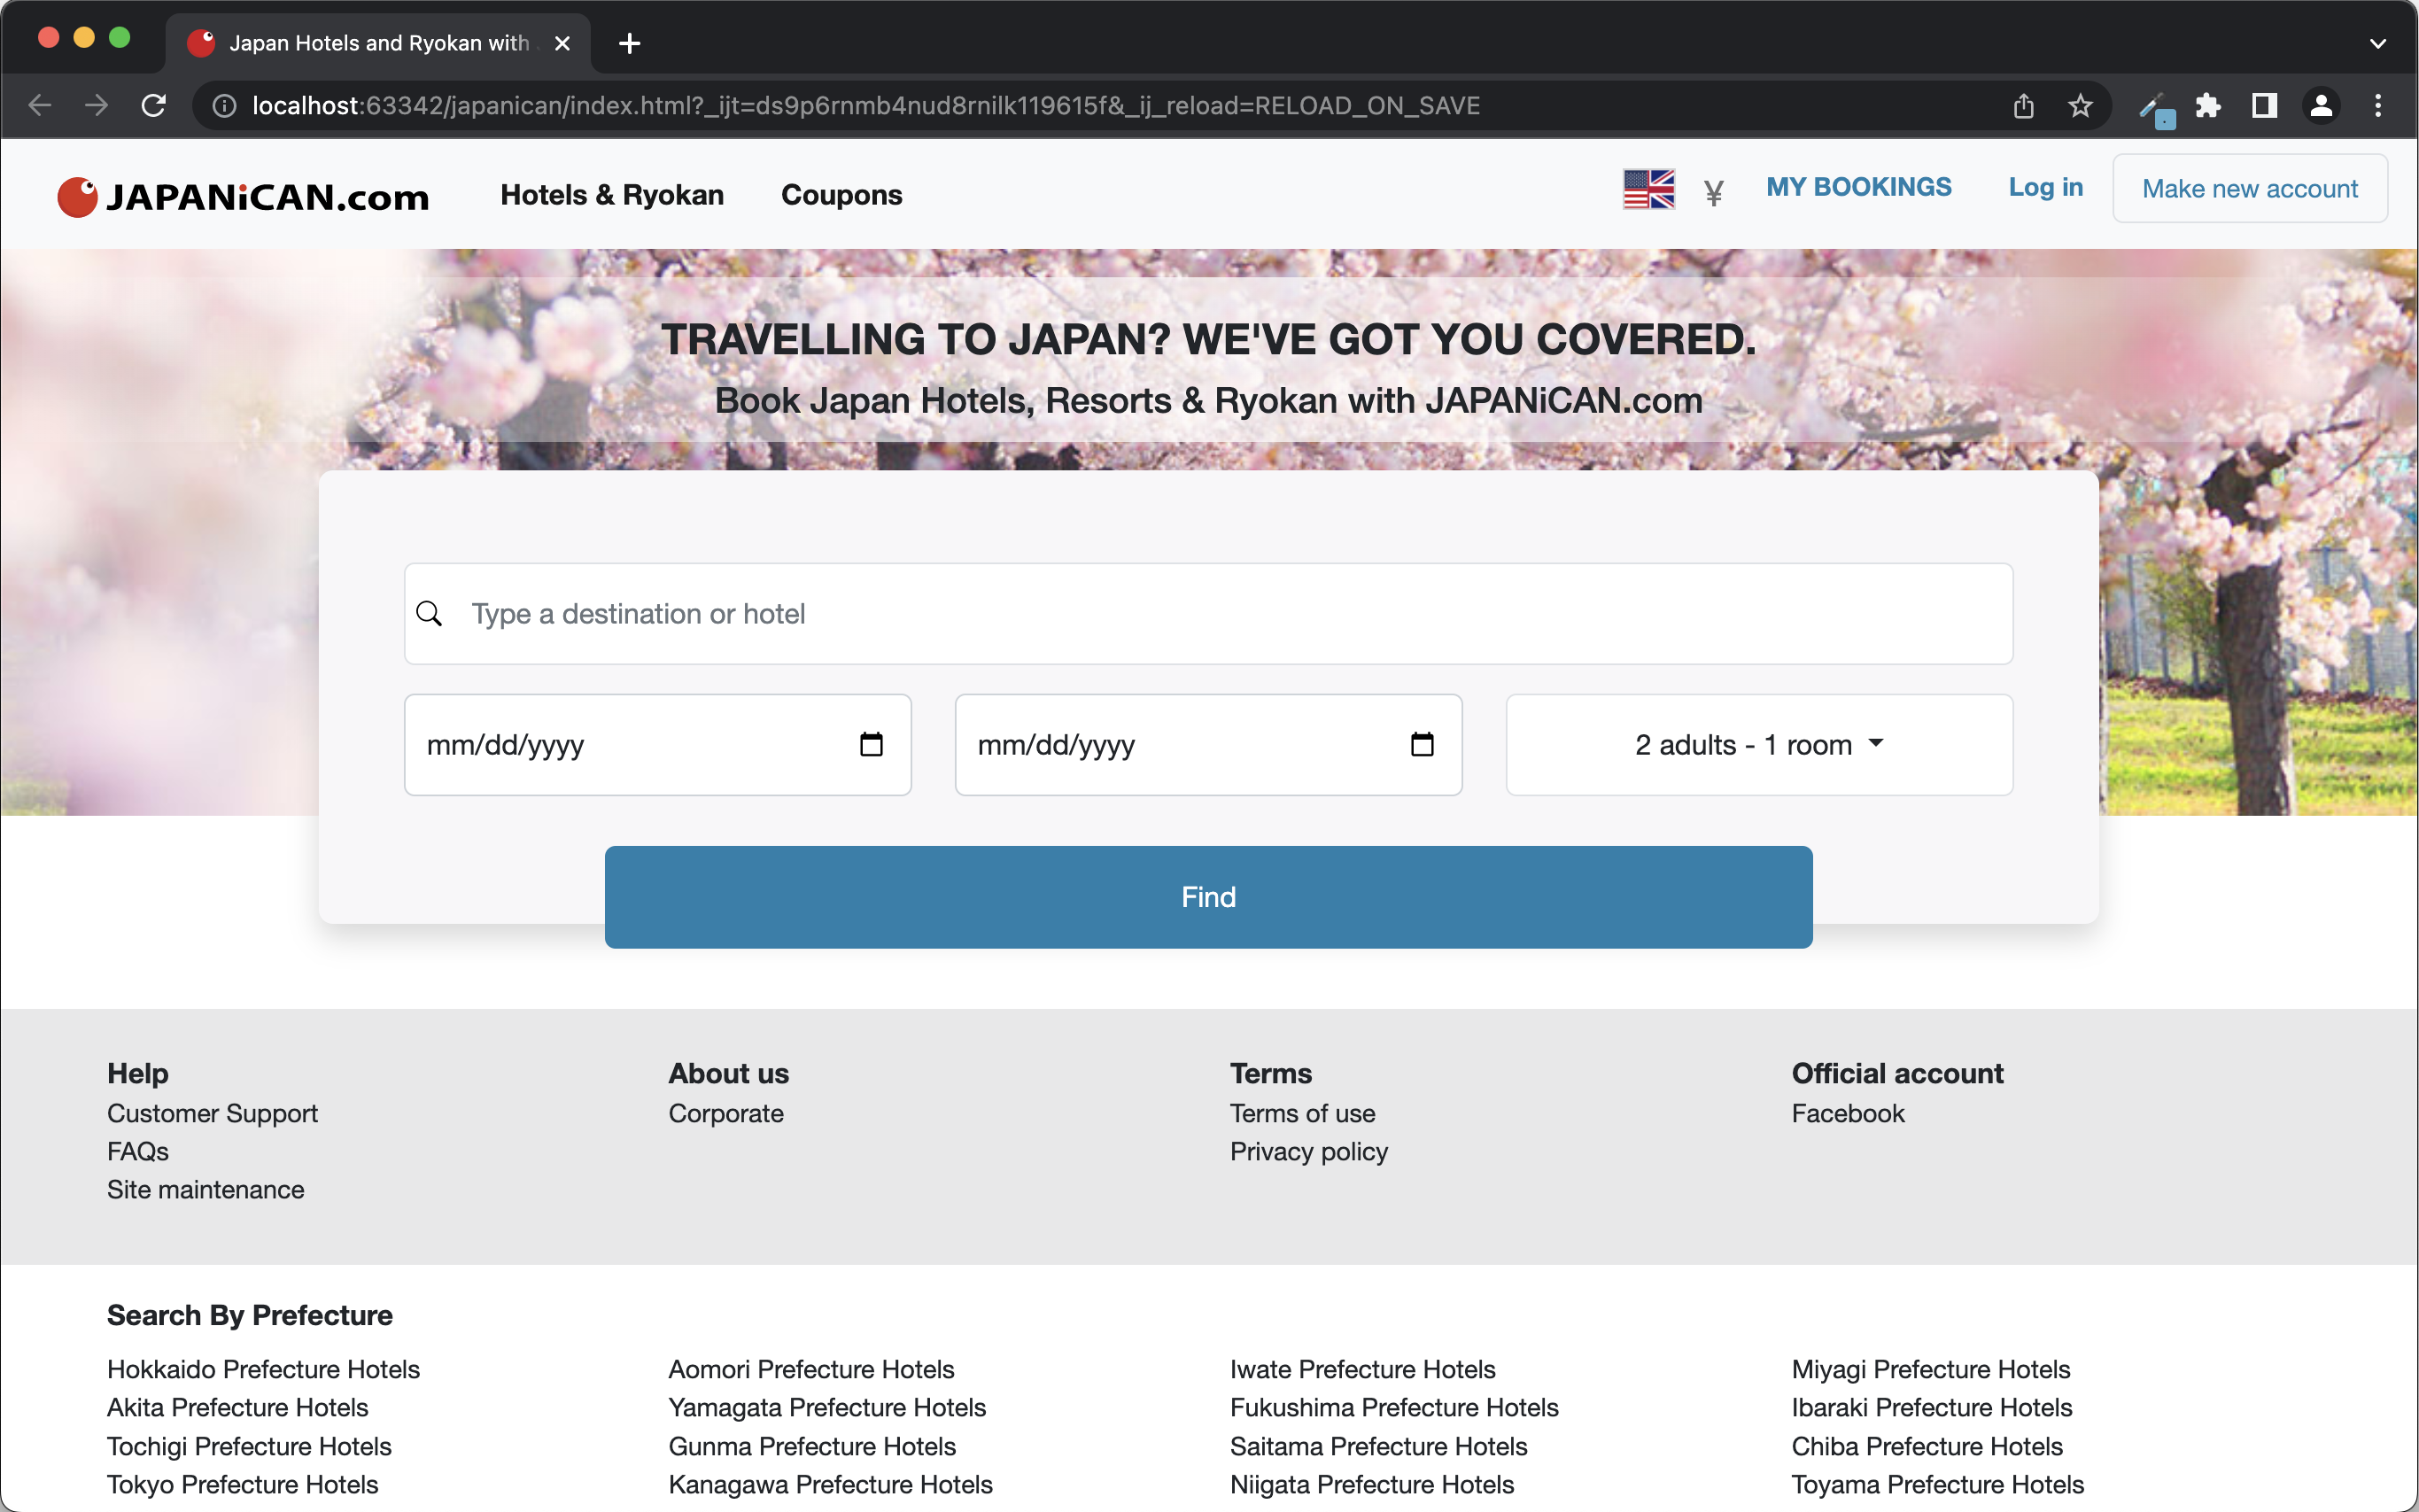 Japan Hotels and Ryokan with
localhost:63342/japanican/index.html?_ijt=ds9p6rnmb4nud8rnilk119615f&_ij_reload=RELOAD_ON_SAVE
JAPANiCAN.com
Hotels & Ryokan
Coupons
¥
MY BOOKINGS
Log in
Make new account
TRAVELLING TO JAPAN? WE'VE GOT YOU COVERED.
Book Japan Hotels, Resorts & Ryokan with JAPANiCAN.com
Type a destination or hotel
mm/dd/yyyy
mm/dd/yyyy
2 adults - 1 room
Find
Help
Customer Support
FAQs
Site maintenance
About us
Corporate
Terms
Terms of use
Privacy policy
Official account
Facebook
Search By Prefecture
Hokkaido Prefecture Hotels
Aomori Prefecture Hotels
Iwate Prefecture Hotels
Miyagi Prefecture Hotels
Akita Prefecture Hotels
Yamagata Prefecture Hotels
Fukushima Prefecture Hotels
Ibaraki Prefecture Hotels
Tochigi Prefecture Hotels
Gunma Prefecture Hotels
Saitama Prefecture Hotels
Chiba Prefecture Hotels
Tokyo Prefecture Hotels
Kanagawa Prefecture Hotels
Niigata Prefecture Hotels
Toyama Prefecture Hotels